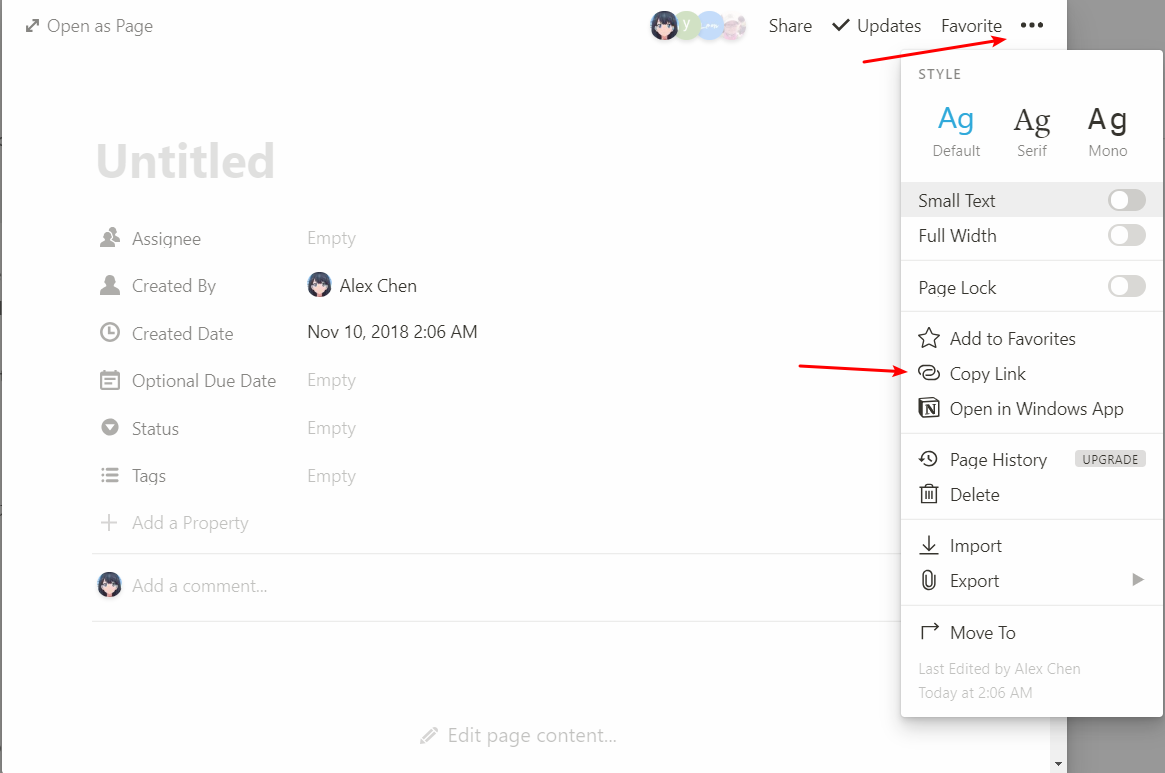 Open as Page
y
Share
Updates
Favorite
Untitled
Assignee Empty
Created By Alex Chen
Created Date Nov 10, 2018 2:06 AM
Optional Due Date Empty
Status Empty
Tags Empty
Add a Property
Add a comment...
Edit page content...
STYLE
Ag Ag Ag
Default Serif Mono
Small Text
Full Width
Page Lock
Add to Favorites
Copy Link
N Open in Windows App
Page History UPGRADE
Delete
Import
Export
Move To
Last Edited by Alex Chen
Today at 2:06 AM